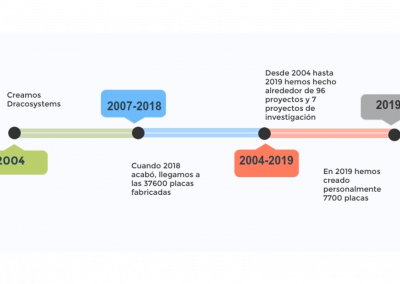 Creamos
Dracosystems
2004
2007-2018
Cuando 2018
acabó, llegamos a
las 37600 placas
fabricadas
Desde 2004 hasta
2019 hemos hecho
alrededor de 96
proyectos y 7
proyectos de
investigación
2004-2019
2019
En 2019 hemos
creado
personalmente
7700 placas